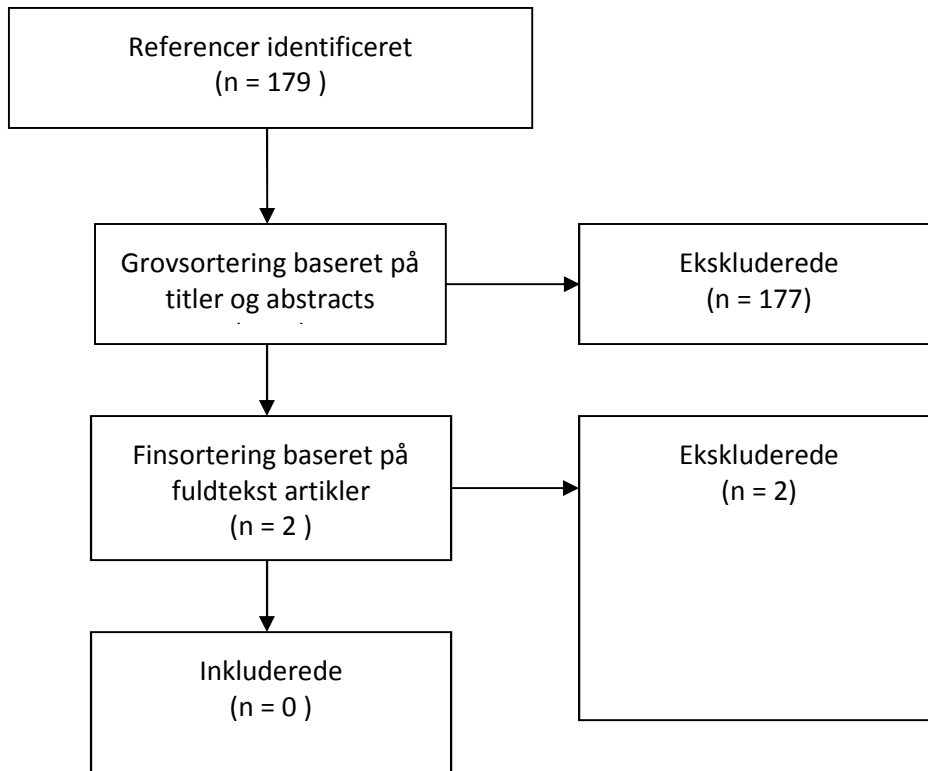 Referencer identificeret
(n = 179 )
Grovsortering baseret på
titler og abstracts
Ekskluderede
(n = 177)
Finsortering baseret på
fuldtekst artikler
(n = 2 )
Ekskluderede
(n = 2)
Inkluderede
(n = 0 )